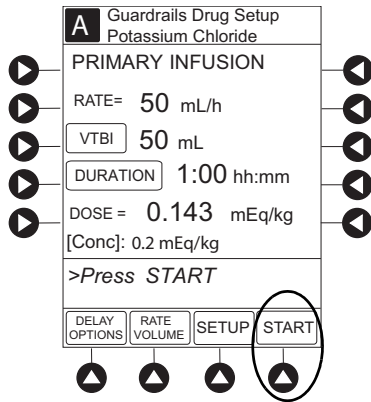 A
Guardrails Drug Setup
Potassium Chloride
PRIMARY INFUSION
RATE= 50 mL/h
VTBI 50 mL
DURATION 1:00 hh:mm
DOSE = 0.143 mEq/kg
[Conc]: 0.2 mEq/kg
>Press START
DELAY OPTIONS RATE VOLUME SETUP START